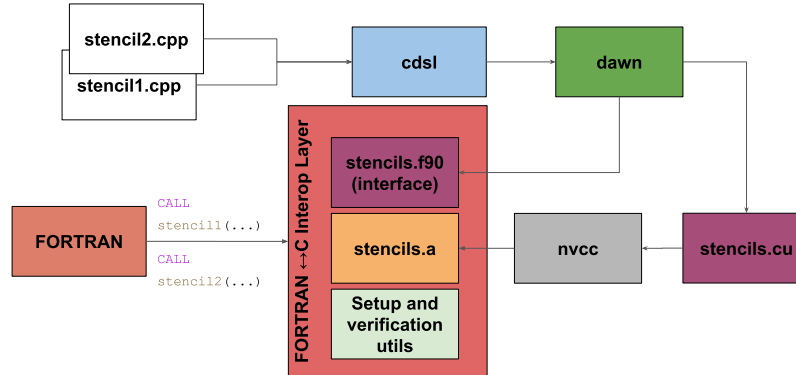 stencil2.cpp
stencil1.cpp
cdsl
dawn
FORTRAN ↔C Interop Layer
stencils.f90
(interface)
FORTRAN
CALL
stencil1(...)
CALL
stencil2(...)
stencils.a
nvcc
stencils.cu
Setup and
verification
utils